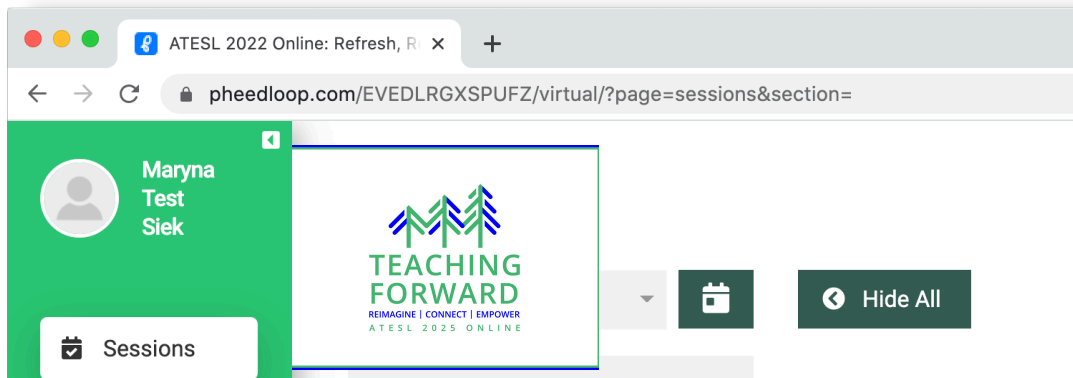 ATESL 2022 Online: Refresh, R
pheedloop.com/EVEDLRGXSPUFZ/virtual/?page=sessions&section=
Maryna
Test
Siek
TEACHING
FORWARD
REIMAGINE | CONNECT | EMPOWER
ATESL 2025 ONLINE
Hide All
Sessions